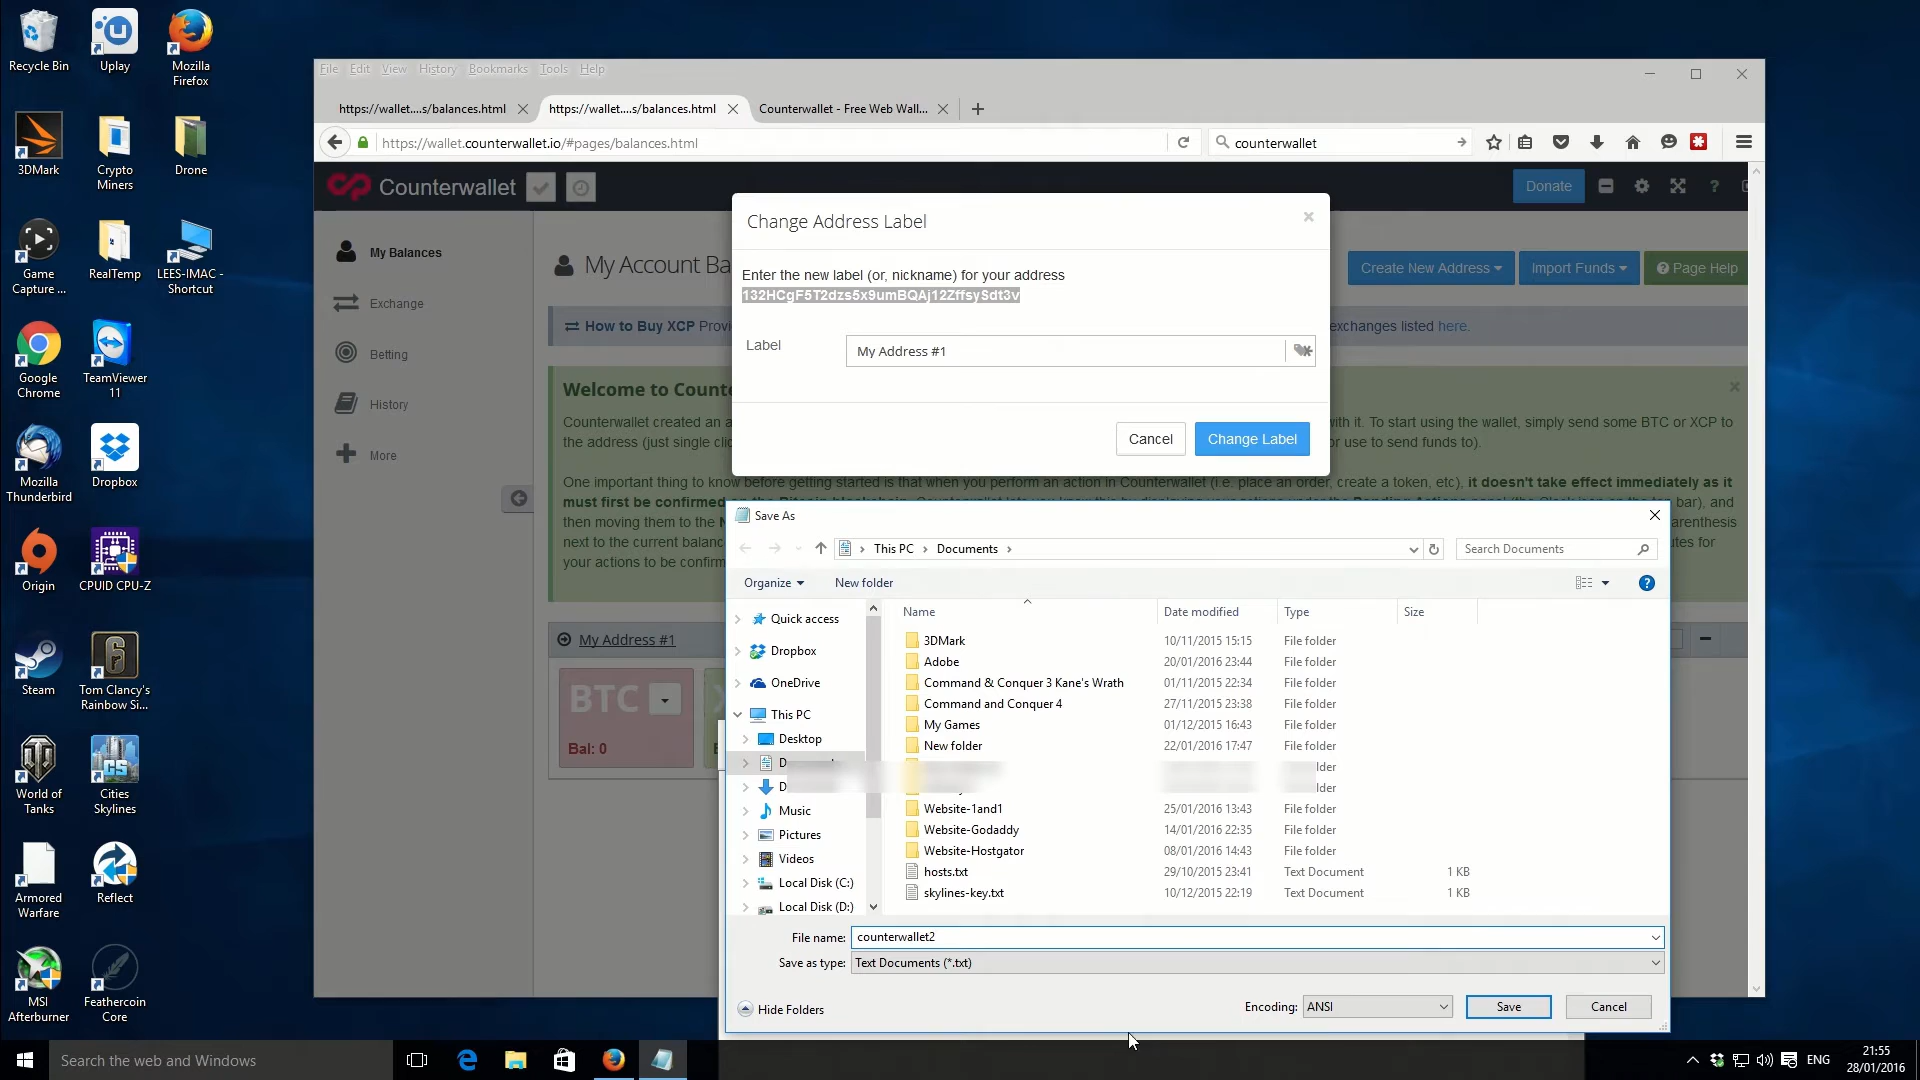 Recycle Bin
Uplay
Mozilla
Firefox
3DMark
Crypto
Miners
Drone
Game
Capture ...
RealTemp
LEES-IMAC -
Shortcut
Google
Chrome
TeamViewer
11
Mozilla
Thunderbird
Dropbox
Origin
CPUID CPU-Z
Steam
Tom Clancy's
Rainbow Si...
World of
Tanks
Cities
Skylines
Armored
Warfare
Reflect
MSI
Afterburner
Feathercoin
Core
File Edit View History Bookmarks Tools Help
https://wallet....s/balances.html
https://wallet....s/balances.html
Counterwallet - Free Web Wall...
https://wallet.counterwallet.io/#pages/balances.html
counterwallet
Counterwallet
Donate
My Balances
Exchange
Betting
History
More
My Account Ba
Create New Address
Import Funds
Page Help
How to Buy XCP Provi
exchanges listed here.
Welcome to Count
Counterwallet created an a
with it. To start using the wallet, simply send some BTC or XCP to
the address (just single clic
or use to send funds to).
One important thing to know before getting started is that when you perform an action in Counterwallet (i.e. place an order, create a token, etc), it doesn't take effect immediately as it
must first be confirmed
bar), and
then moving them to the N
arenthesis
next to the current balanc
utes for
your actions to be confirm
My Address #1
BTC
Bal: 0
Change Address Label
Enter the new label (or, nickname) for your address
132HCgF5T2dzs5x9umBQAj12ZffsySdt3v
Label
My Address #1
Cancel
Change Label
Save As
This PC
Documents
Search Documents
Organize
New folder
Quick access
Dropbox
OneDrive
This PC
Desktop
Music
Pictures
Videos
Local Disk (C:)
Local Disk (D:)
Name Date modified Type Size
3DMark 10/11/2015 15:15 File folder
Adobe 20/01/2016 23:44 File folder
Command & Conquer 3 Kane's Wrath 01/11/2015 22:34 File folder
Command and Conquer 4 27/11/2015 23:38 File folder
My Games 01/12/2015 16:43 File folder
New folder 22/01/2016 17:47 File folder
lder
lder
Website-1and1 25/01/2016 13:43 File folder
Website-Godaddy 14/01/2016 22:35 File folder
Website-Hostgator 08/01/2016 14:43 File folder
hosts.txt 29/10/2015 23:41 Text Document 1 KB
skylines-key.txt 10/12/2015 22:19 Text Document 1 KB
File name: counterwallet2
Save as type: Text Documents (*.txt)
Hide Folders
Encoding: ANSI
Save
Cancel
Search the web and Windows
ENG
21:55
28/01/2016